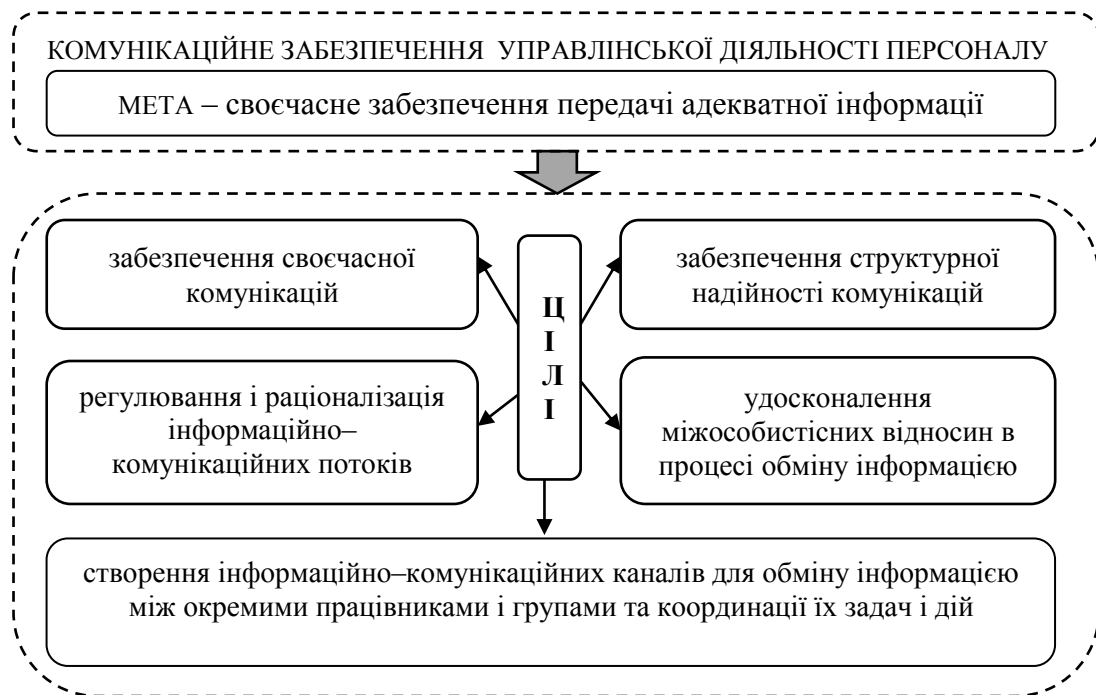 КОМУНІКАЦІЙНЕ ЗАБЕЗПЕЧЕННЯ УПРАВЛІНСЬКОЇ ДІЯЛЬНОСТІ ПЕРСОНАЛУ
МЕТА – своєчасне забезпечення передачі адекватної інформації
забезпечення своєчасної
комунікацій
забезпечення структурної
надійності комунікацій
Ц
І
Л
І
регулювання і раціоналізація
інформаційно–
комунікаційних потоків
удосконалення
міжособистісних відносин в
процесі обміну інформацією
створення інформаційно–комунікаційних каналів для обміну інформацією
між окремими працівниками і групами та координації їх задач і дій